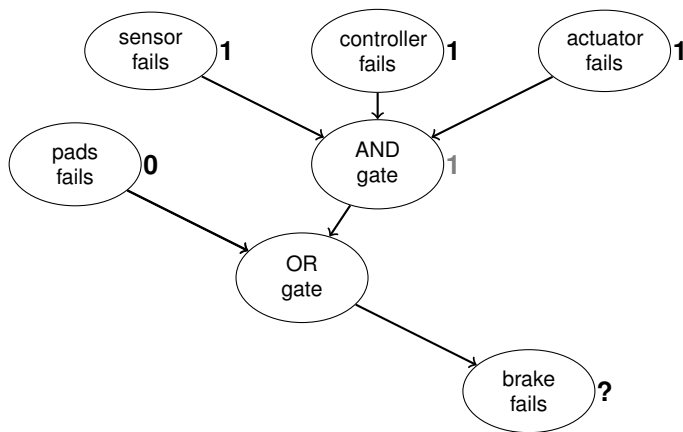 sensor
fails
1
controller
fails
1
actuator
fails
1
pads
fails
0
AND
gate
1
OR
gate
brake
fails
?